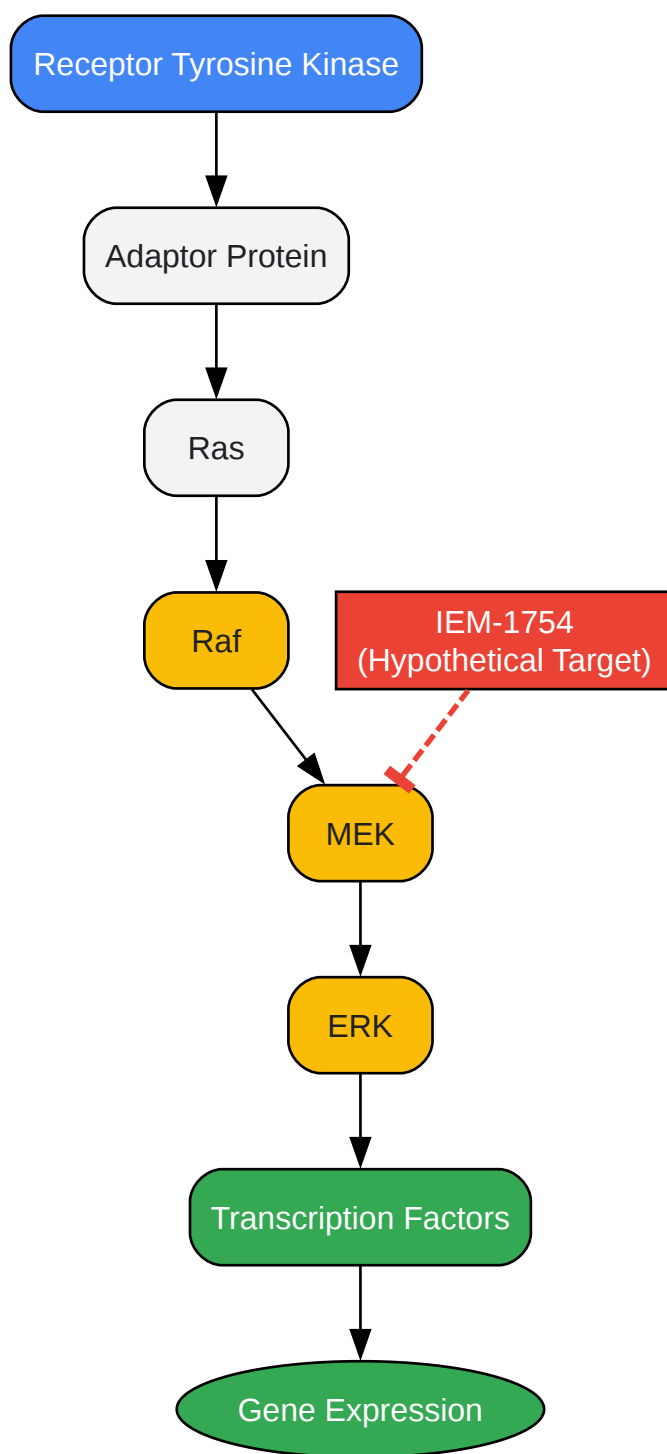 Receptor Tyrosine Kinase
Adaptor Protein
Ras
Raf
IEM-1754
(Hypothetical Target)
MEK
ERK
Transcription Factors
Gene Expression